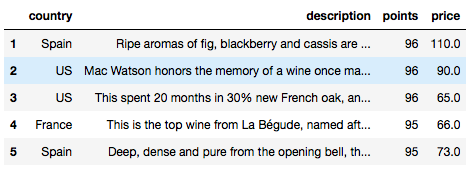 country description points price
1 Spain Ripe aromas of fig, blackberry and cassis are ... 96 110.0
2 US Mac Watson honors the memory of a wine once ma... 96 90.0
3 US This spent 20 months in 30% new French oak, an... 96 65.0
4 France This is the top wine from La Bégude, named aft... 95 66.0
5 Spain Deep, dense and pure from the opening bell, th... 95 73.0